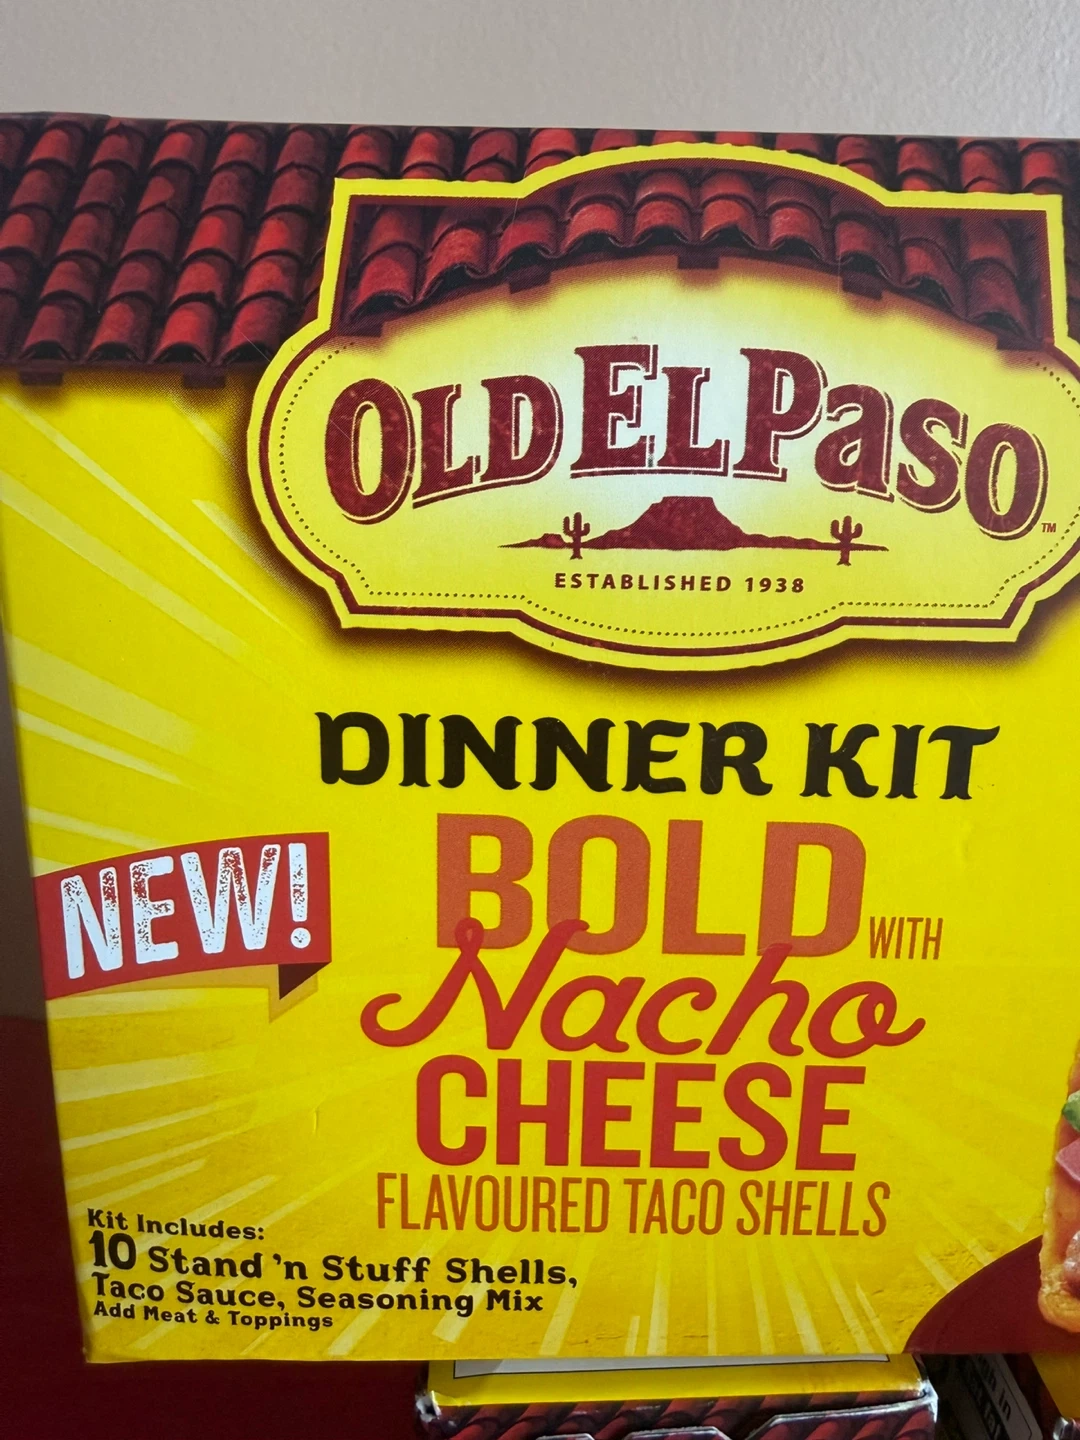 OLD EL PASO
TM
ESTABLISHED 1938
DINNER KIT
BOLD
WITH
Nacho
CHEESE
FLAVOURED TACO SHELLS
NEW!
Kit Includes:
10 Stand 'n Stuff Shells,
Taco Sauce, Seasoning Mix
Add Meat & Toppings